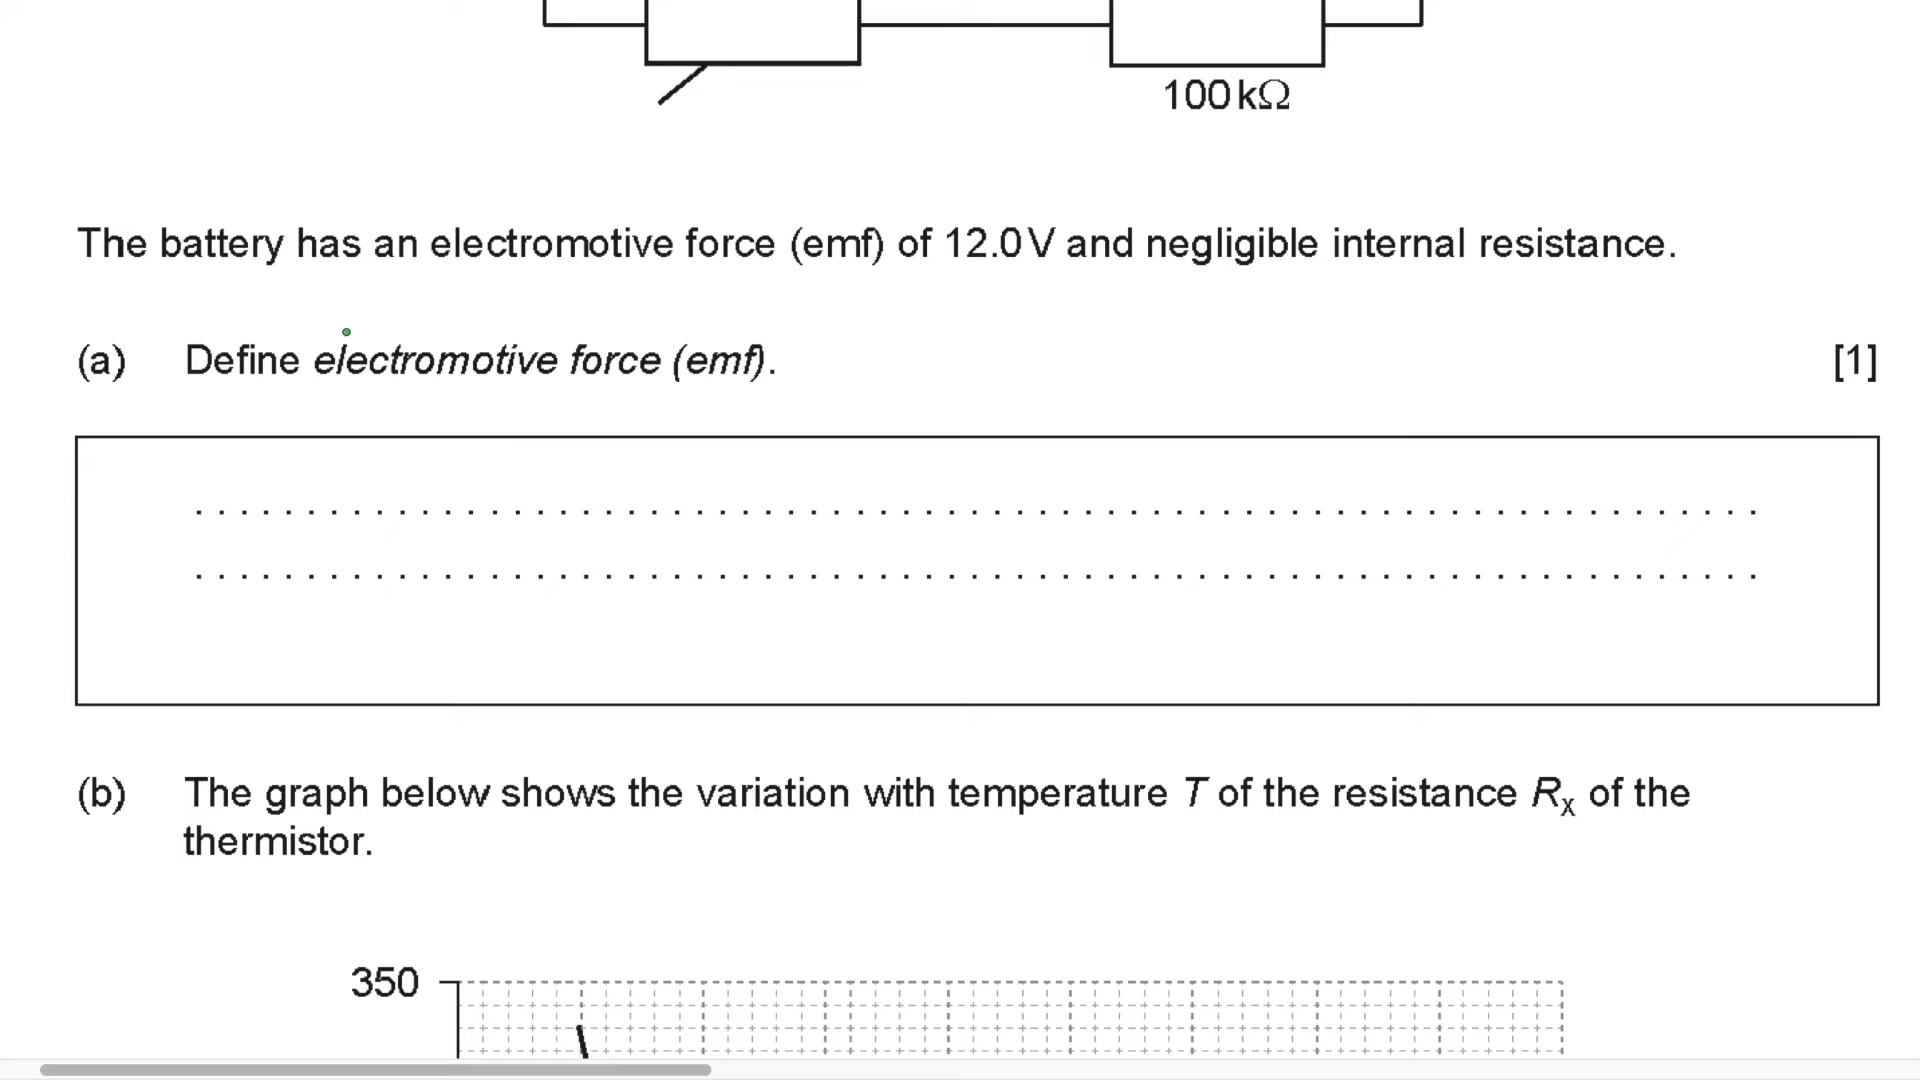 100 kΩ
The battery has an electromotive force (emf) of 12.0 V and negligible internal resistance.
(a) Define electromotive force (emf). [1]
(b) The graph below shows the variation with temperature T of the resistance Rₓ of the
thermistor.
350